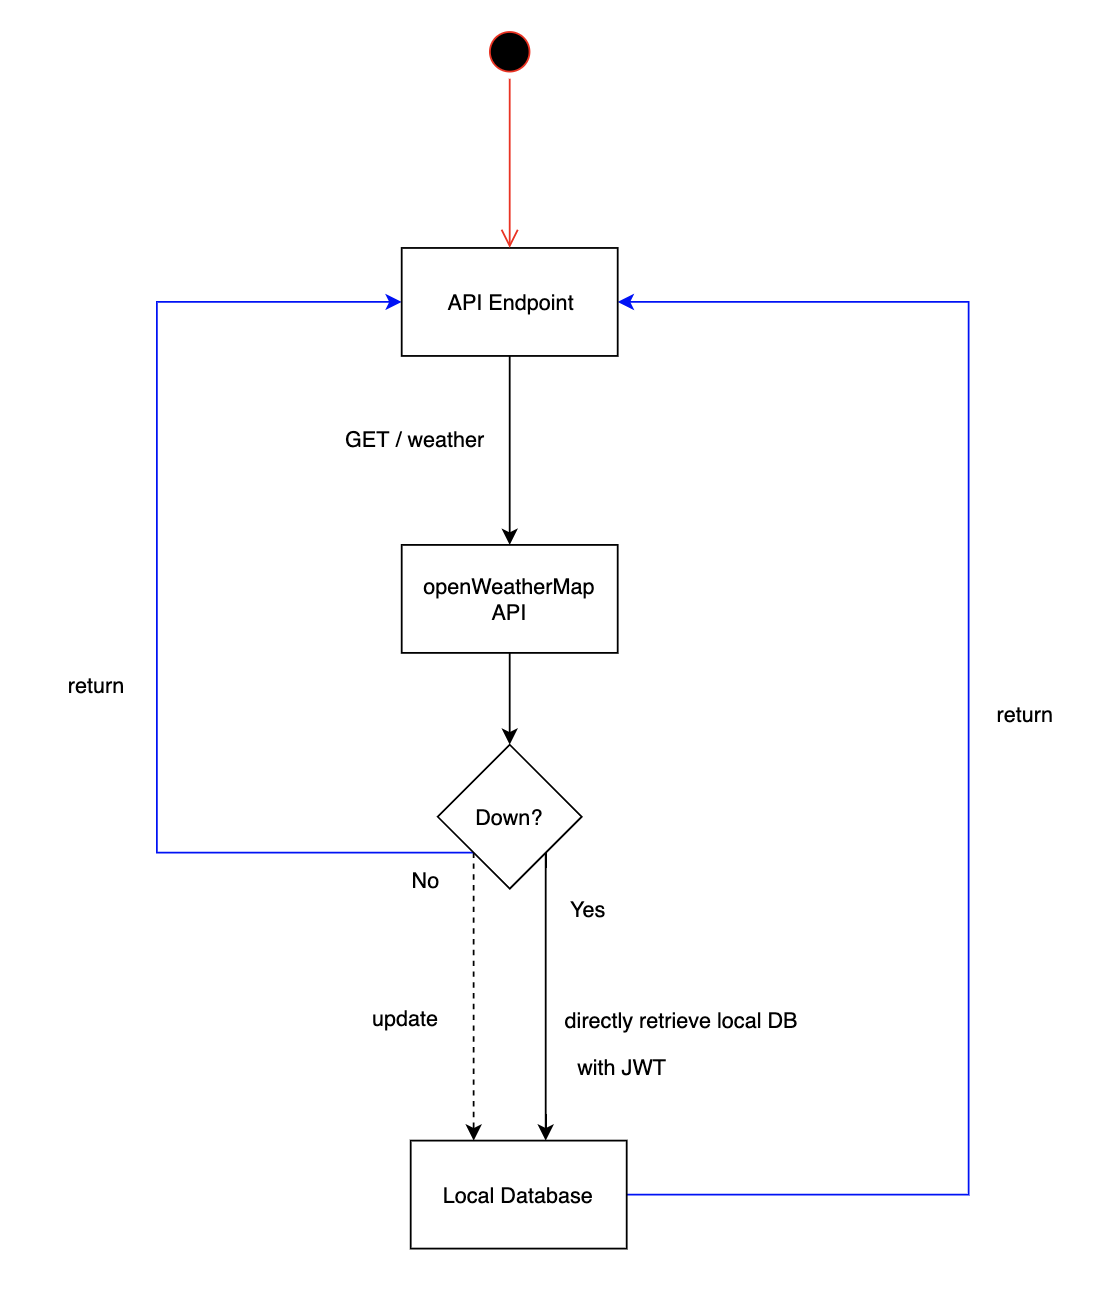 API Endpoint
GET / weather
openWeatherMap
API
return
return
Down?
No
Yes
update
directly retrieve local DB
with JWT
Local Database